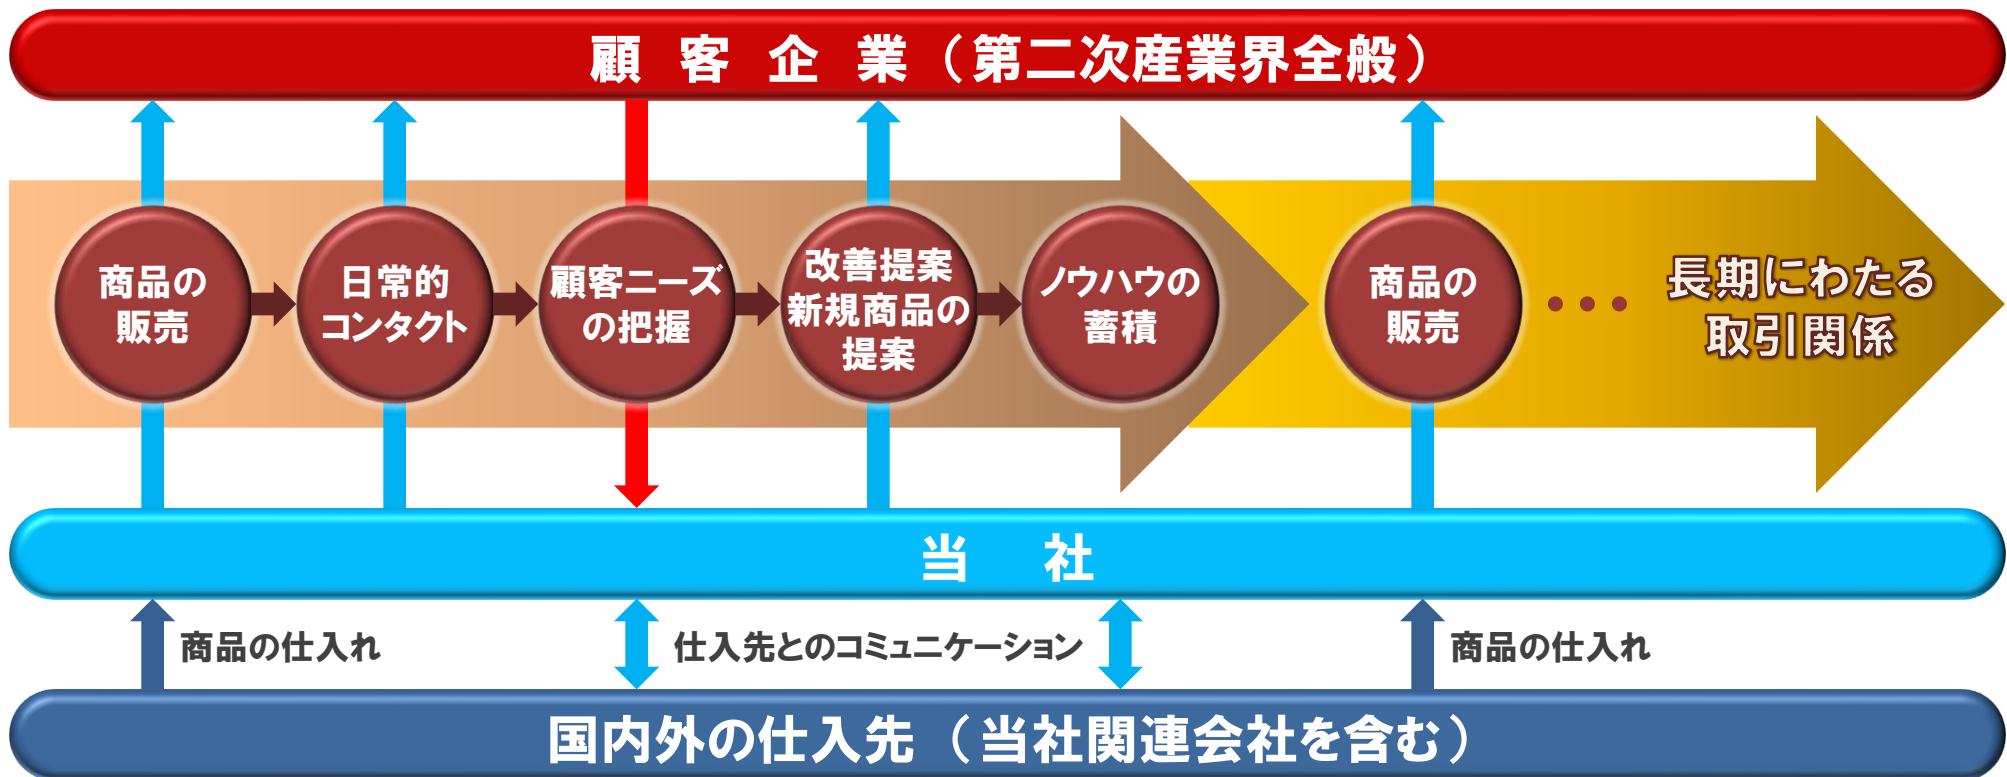 顧客企業（第二次産業界全般）
商品の
販売
日常的
コンタクト
顧客ニーズ
の把握
改善提案
新規商品の
提案
ノウハウの
蓄積
商品の
販売
・・・
長期にわたる
取引関係
当社
商品の仕入れ
仕入先とのコミュニケーション
商品の仕入れ
国内外の仕入先（当社関連会社を含む）